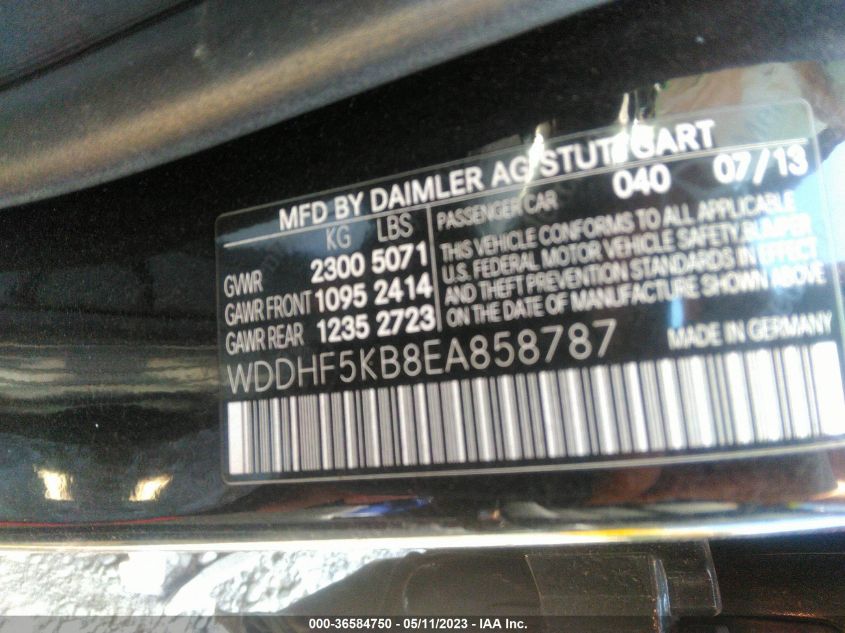 MFD BY DAIMLER AG STUTTGART
KG LBS
GVWR 2300 5071
GAWR FRONT 1095 2414
GAWR REAR 1235 2723
PASSENGER CAR 040 07/13
THIS VEHICLE CONFORMS TO ALL APPLICABLE
U.S. FEDERAL MOTOR VEHICLE SAFETY, BUMPER
AND THEFT PREVENTION STANDARDS IN EFFECT
ON THE DATE OF MANUFACTURE SHOWN ABOVE
WDDHF5KB8EA858787
MADE IN GERMANY
000-36584750 - 05/11/2023 - IAA Inc.